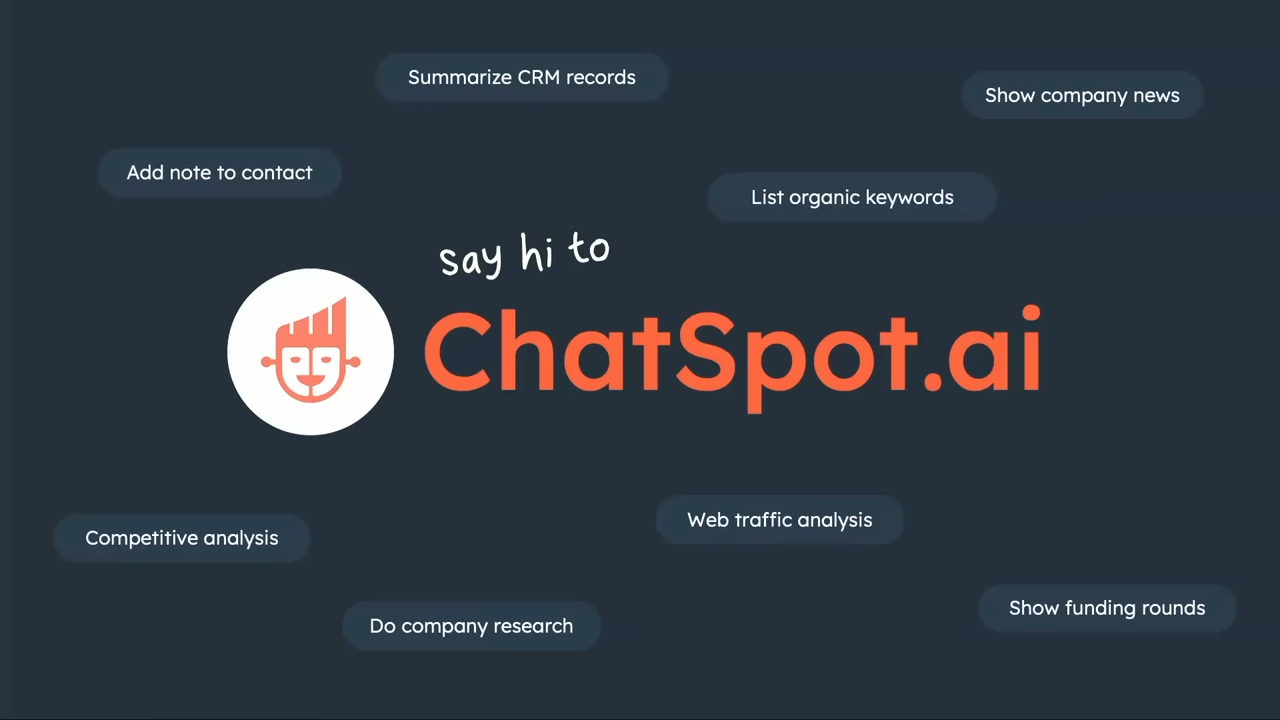 Summarize CRM records
Show company news
Add note to contact
List organic keywords
say hi to
ChatSpot.ai
Web traffic analysis
Competitive analysis
Show funding rounds
Do company research